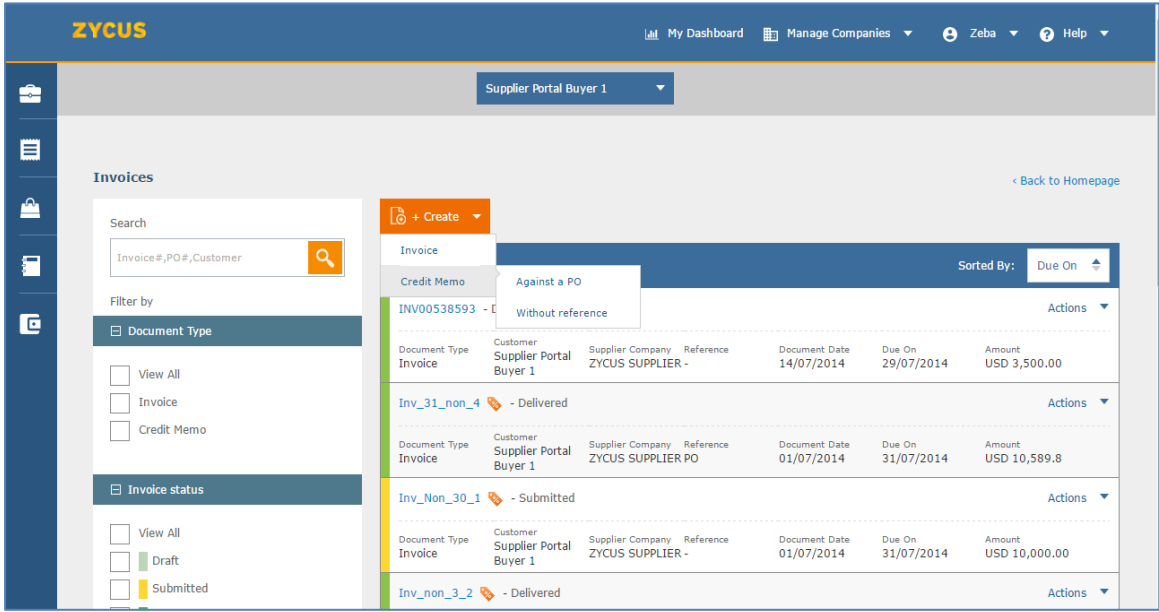 ZYCUS
My Dashboard Manage Companies Zeba Help
Supplier Portal Buyer 1
Invoices
‹ Back to Homepage
Search
Invoice#,PO#,Customer
Filter by
Document Type
View All
Invoice
Credit Memo
Invoice status
View All
Draft
Submitted
+ Create
Invoice
Credit Memo
Against a PO
Without reference
Sorted By: Due On
INV00538593 - Actions
Document Type Customer Supplier Company Reference Document Date Due On Amount
Invoice Supplier Portal Buyer 1 ZYCUS SUPPLIER - 14/07/2014 29/07/2014 USD 3,500.00
Inv_31_non_4 - Delivered Actions
Document Type Customer Supplier Company Reference Document Date Due On Amount
Invoice Supplier Portal Buyer 1 ZYCUS SUPPLIER PO 01/07/2014 31/07/2014 USD 10,589.8
Inv_Non_30_1 - Submitted Actions
Document Type Customer Supplier Company Reference Document Date Due On Amount
Invoice Supplier Portal Buyer 1 ZYCUS SUPPLIER - 01/07/2014 31/07/2014 USD 10,000.00
Inv_non_3_2 - Delivered Actions